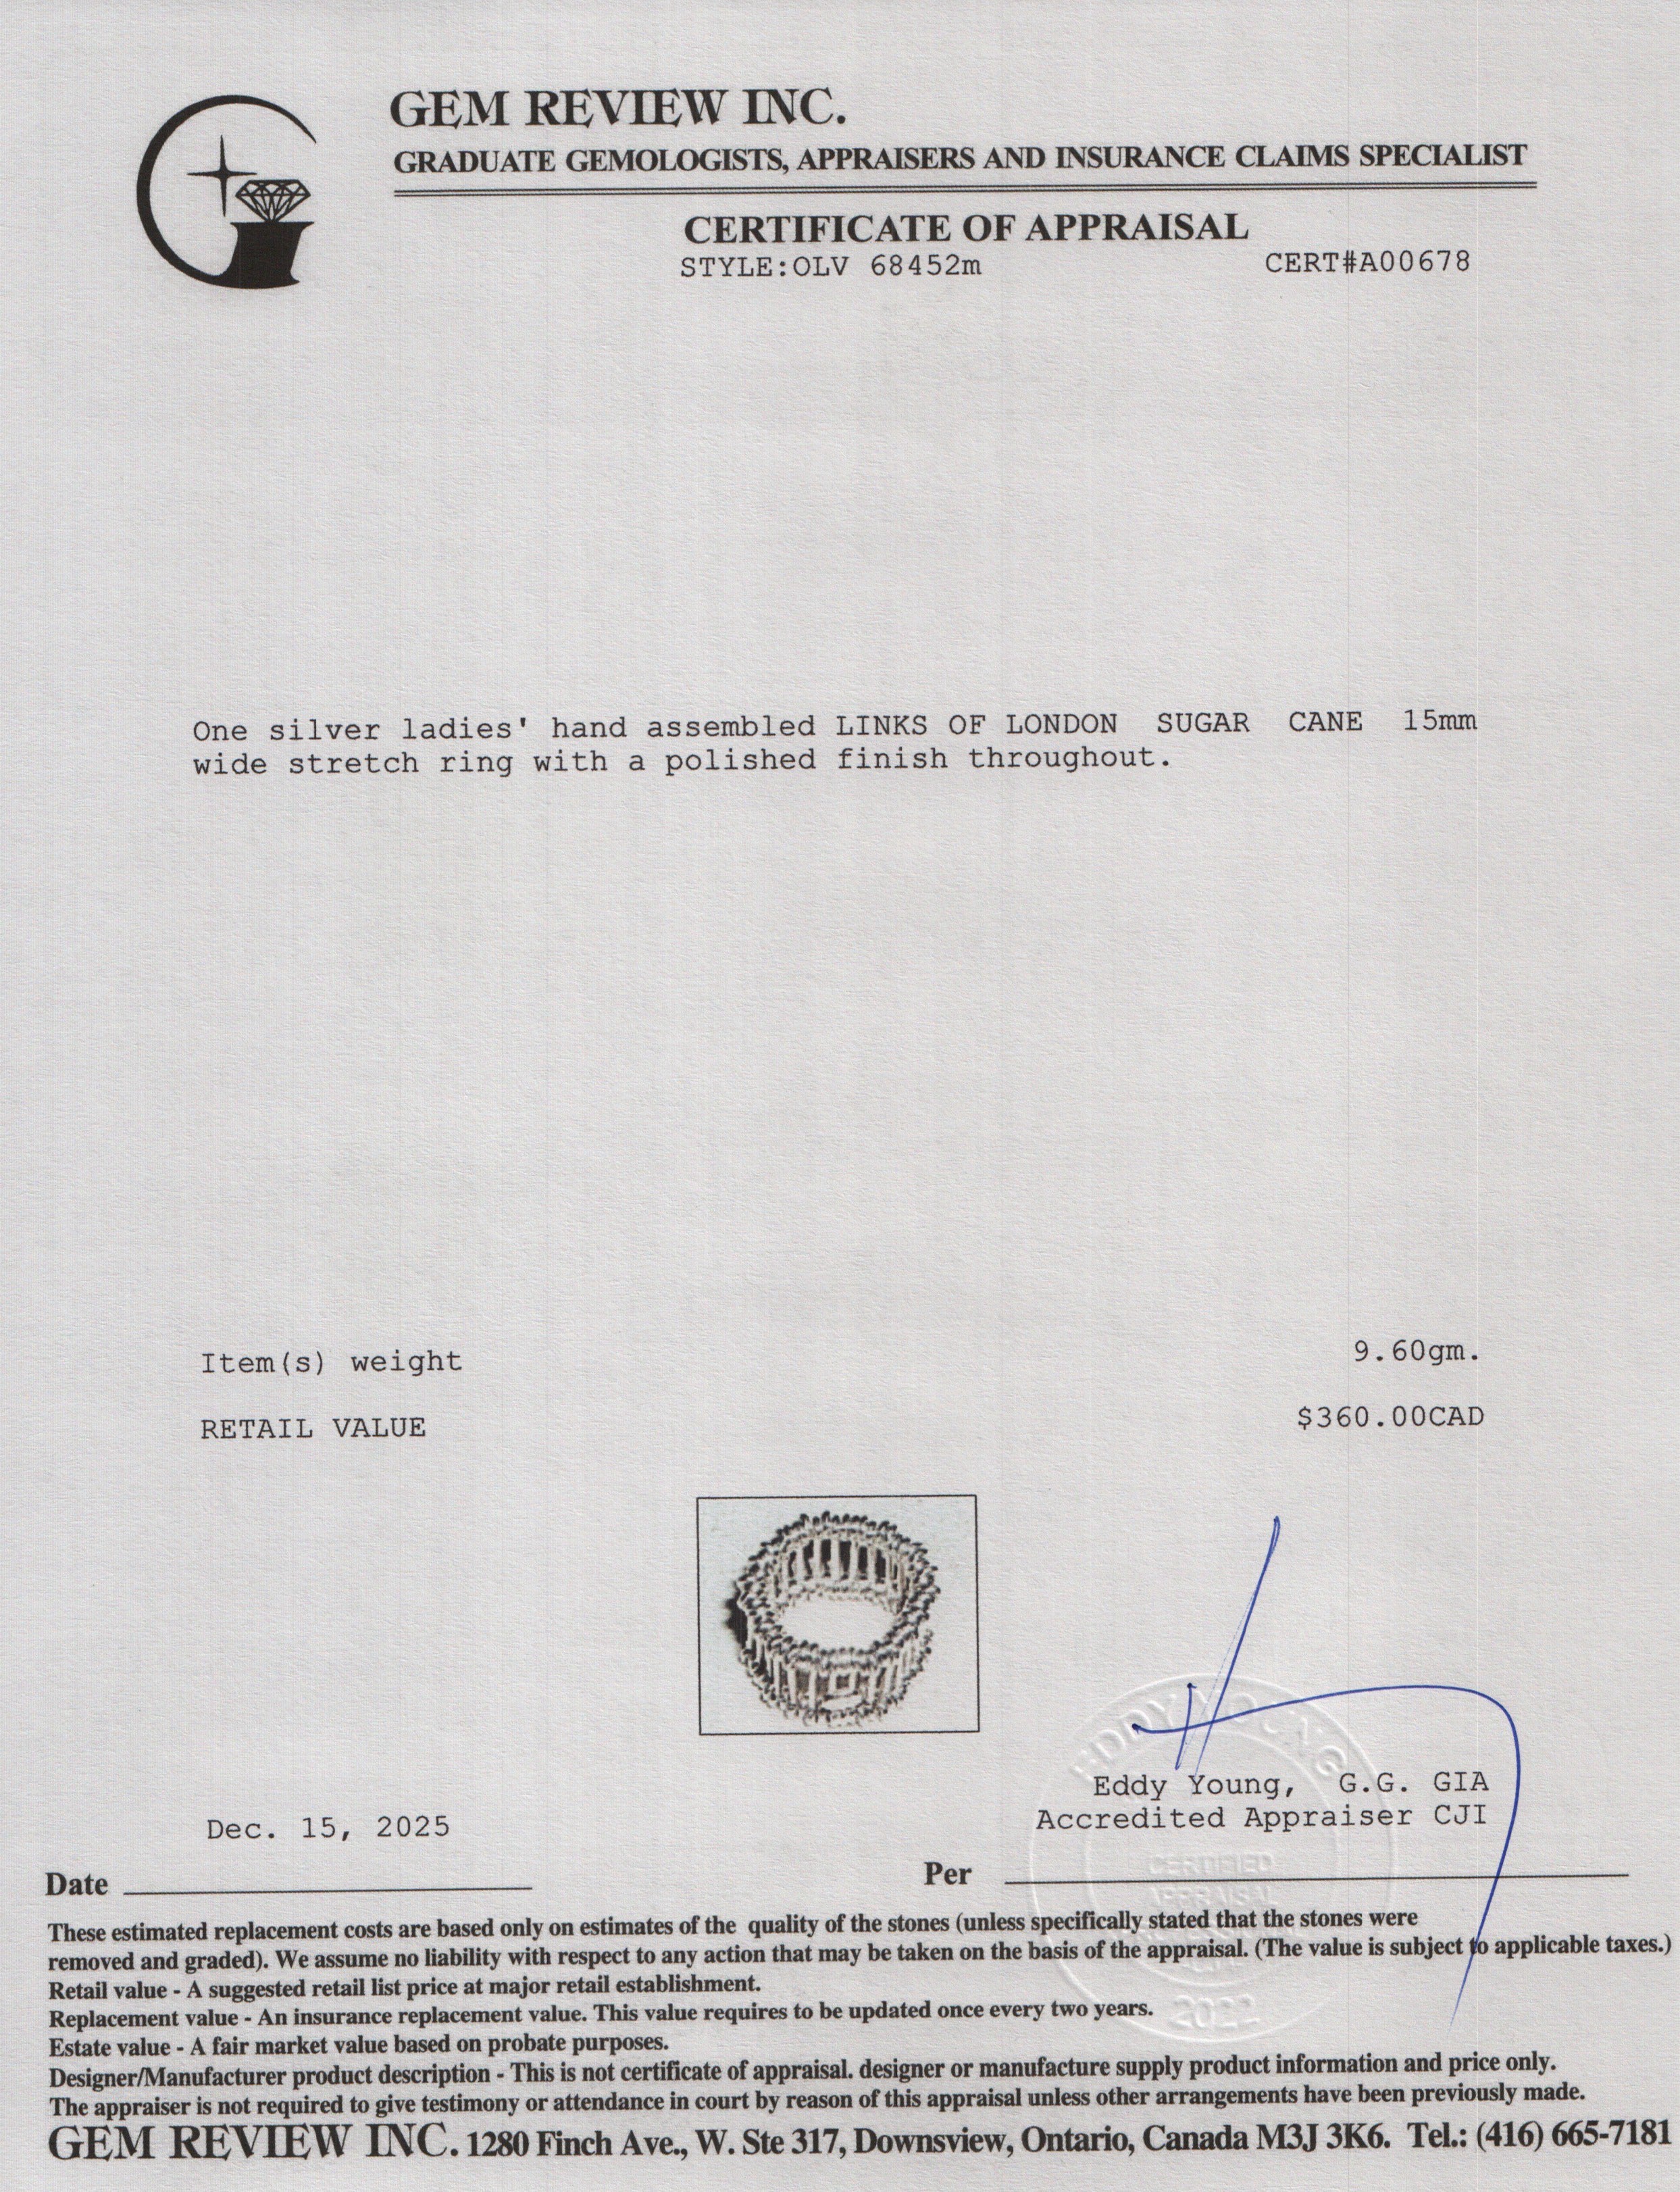 GEM REVIEW INC.
GRADUATE GEMOLOGISTS, APPRAISERS AND INSURANCE CLAIMS SPECIALIST
CERTIFICATE OF APPRAISAL
STYLE:OLV 68452m CERT#A00678
One silver ladies' hand assembled LINKS OF LONDON SUGAR CANE 15mm
wide stretch ring with a polished finish throughout.
Item(s) weight 9.60gm.
RETAIL VALUE $360.00CAD
EDDY YOUNG
Eddy Young, G.G. GIA
Accredited Appraiser CJI
Dec. 15, 2025
Date Per
CERTIFIED
APPRAISAL
2022
These estimated replacement costs are based only on estimates of the quality of the stones (unless specifically stated that the stones were
removed and graded). We assume no liability with respect to any action that may be taken on the basis of the appraisal. (The value is subject to applicable taxes.)
Retail value - A suggested retail list price at major retail establishment.
Replacement value - An insurance replacement value. This value requires to be updated once every two years.
Estate value - A fair market value based on probate purposes.
Designer/Manufacturer product description - This is not certificate of appraisal. designer or manufacture supply product information and price only.
The appraiser is not required to give testimony or attendance in court by reason of this appraisal unless other arrangements have been previously made.
GEM REVIEW INC. 1280 Finch Ave., W. Ste 317, Downsview, Ontario, Canada M3J 3K6. Tel.: (416) 665-7181